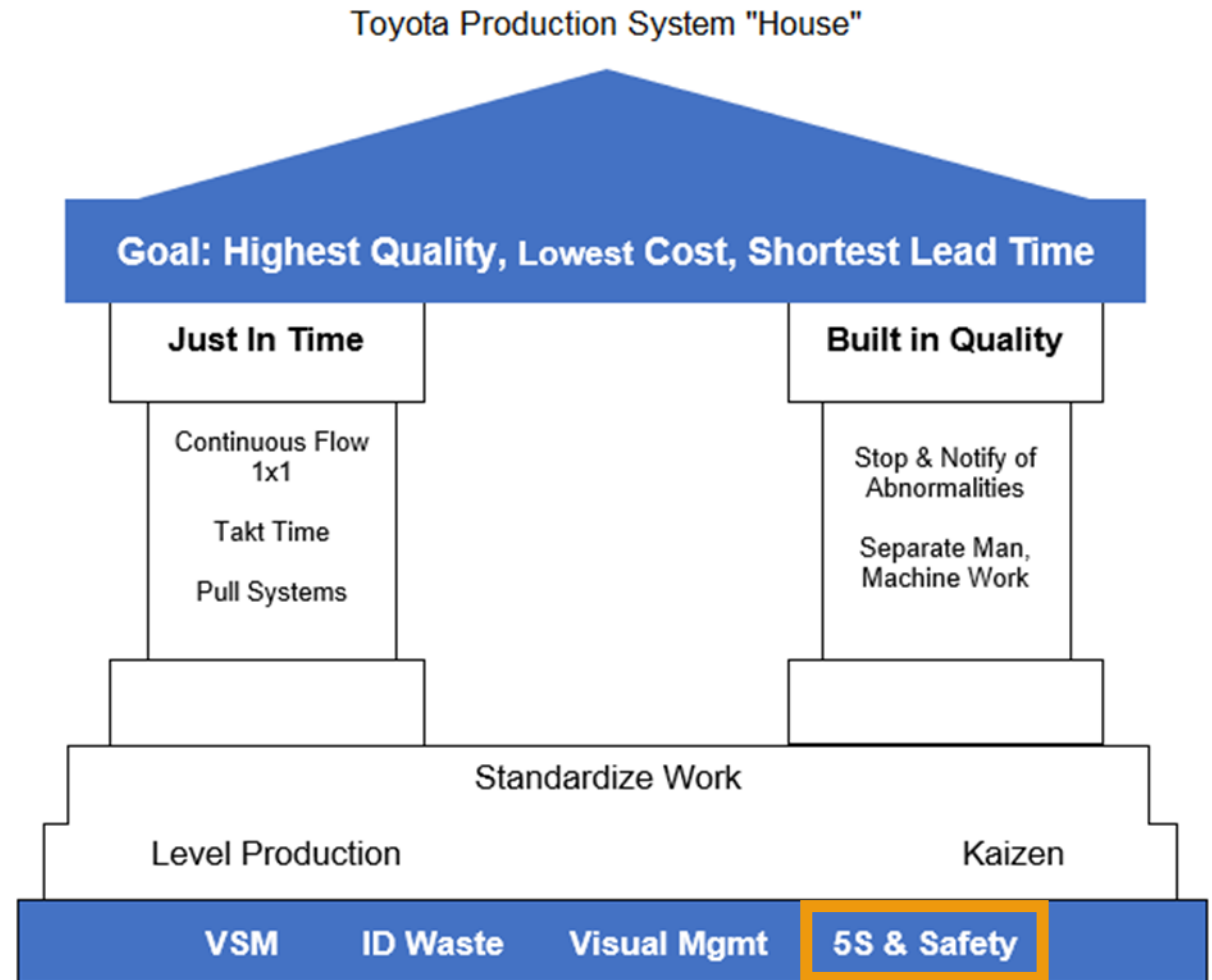 Toyota Production System "House"
Goal: Highest Quality, Lowest Cost, Shortest Lead Time
Just In Time
Continuous Flow
1x1
Takt Time
Pull Systems
Built in Quality
Stop & Notify of
Abnormalities
Separate Man,
Machine Work
Standardize Work
Level Production
Kaizen
VSM
ID Waste
Visual Mgmt
5S & Safety